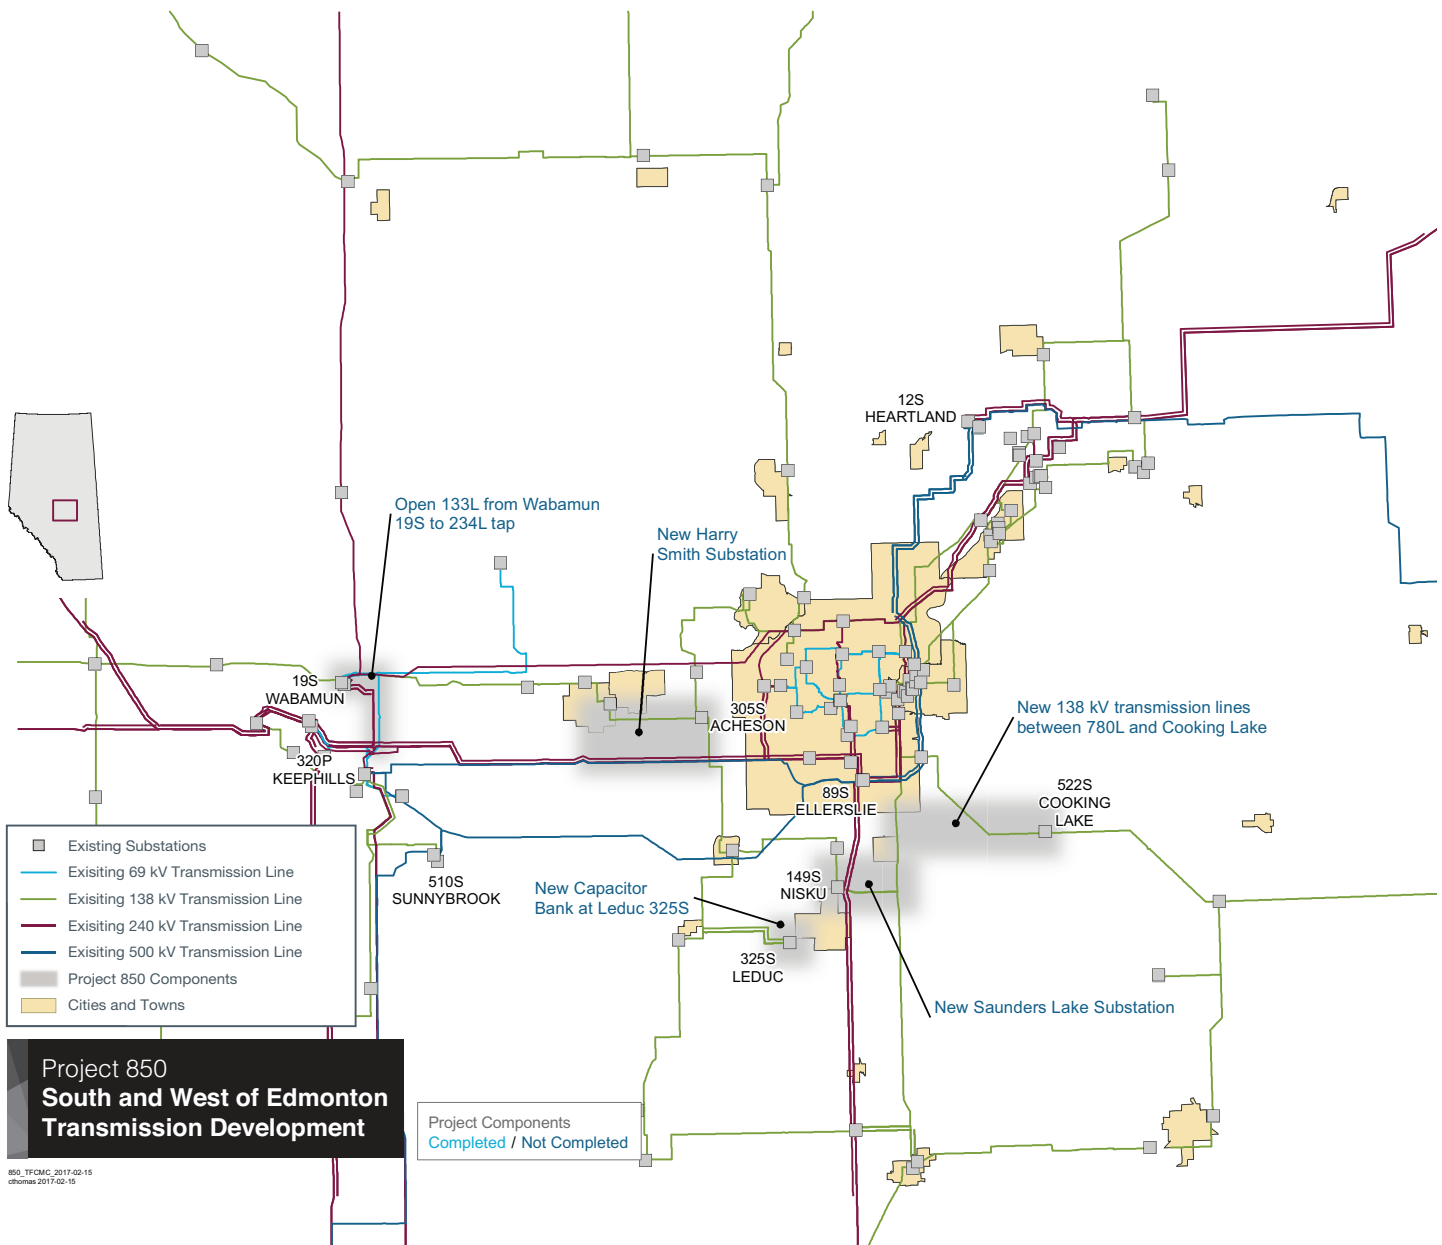 12S
HEARTLAND
Open 133L from Wabamun
19S to 234L tap
New Harry
Smith Substation
19S
WABAMUN
305S
ACHESON
New 138 kV transmission lines
between 780L and Cooking Lake
320P
KEEPHILLS
522S
COOKING
LAKE
89S
ELLERSLIE
510S
SUNNYBROOK
New Capacitor
Bank at Leduc 325S
149S
NISKU
325S
LEDUC
New Saunders Lake Substation
Existing Substations
Exisiting 69 kV Transmission Line
Exisiting 138 kV Transmission Line
Exisiting 240 kV Transmission Line
Exisiting 500 kV Transmission Line
Project 850 Components
Cities and Towns
Project 850
South and West of Edmonton
Transmission Development
Project Components
Completed / Not Completed
850_TFCMC_2017-02-15
cthomas 2017-02-15